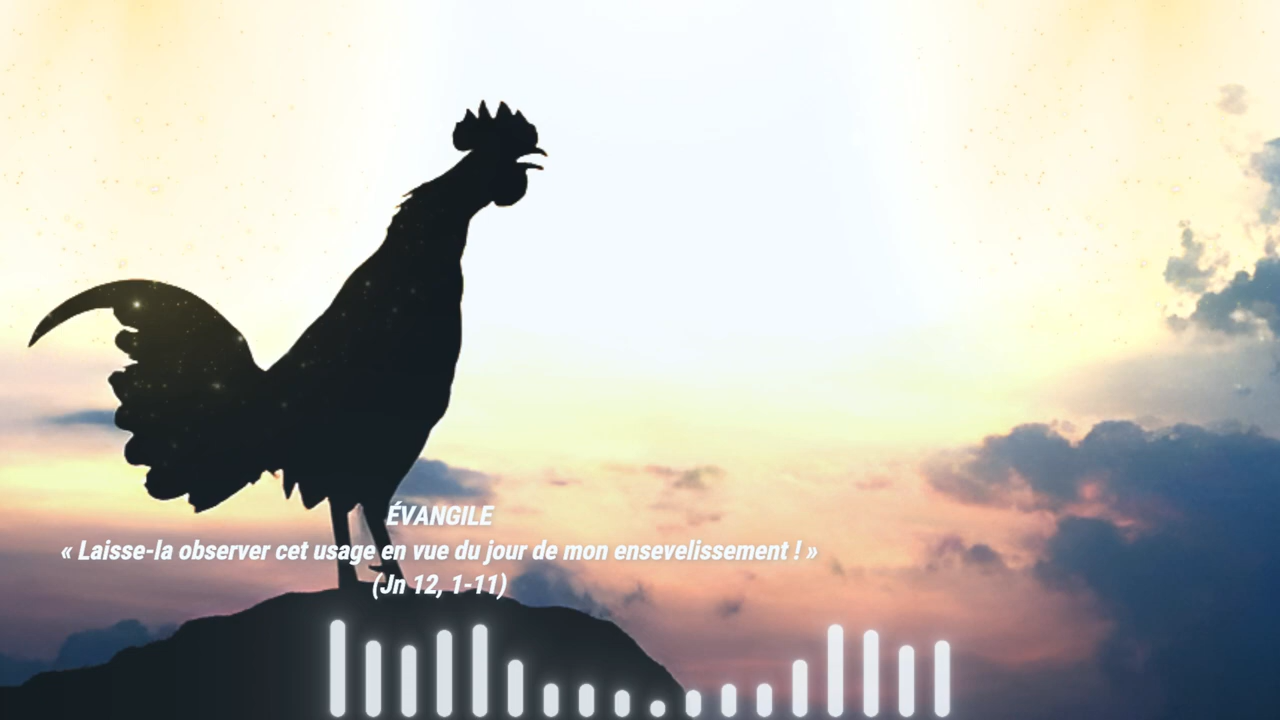 ÉVANGILE
« Laisse-la observer cet usage en vue du jour de mon ensevelissement ! »
(Jn 12, 1-11)